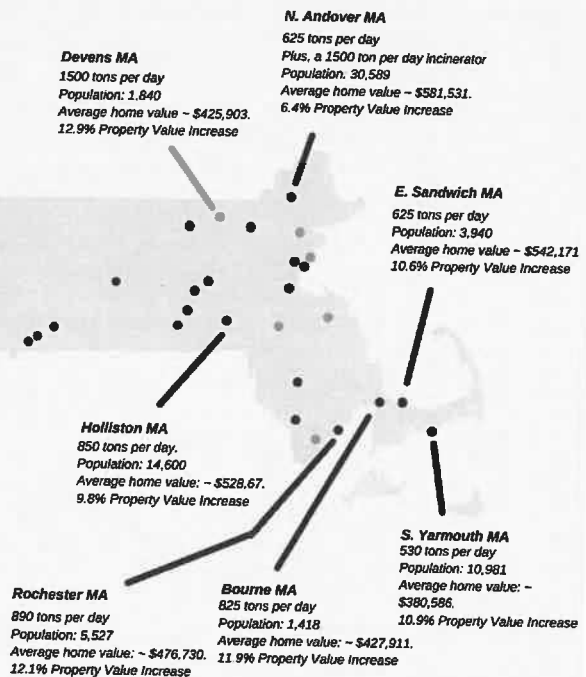 N. Andover MA
625 tons per day
Plus, a 1500 ton per day incinerator
Population. 30,589
Average home value ~ $581,531.
6.4% Property Value Increase
Devens MA
1500 tons per day
Population: 1,840
Average home value ~ $425,903.
12.9% Property Value Increase
E. Sandwich MA
625 tons per day
Population: 3,940
Average home value ~ $542,171
10.6% Property Value Increase
Holliston MA
850 tons per day.
Population: 14,600
Average home value: ~ $528,67.
9.8% Property Value Increase
S. Yarmouth MA
530 tons per day
Population: 10,981
Average home value: ~
$380,586.
10.9% Property Value Increase
Rochester MA
890 tons per day
Population: 5,527
Average home value: ~ $476,730.
12.1% Property Value Increase
Bourne MA
825 tons per day
Population: 1,418
Average home value: ~ $427,911.
11.9% Property Value Increase